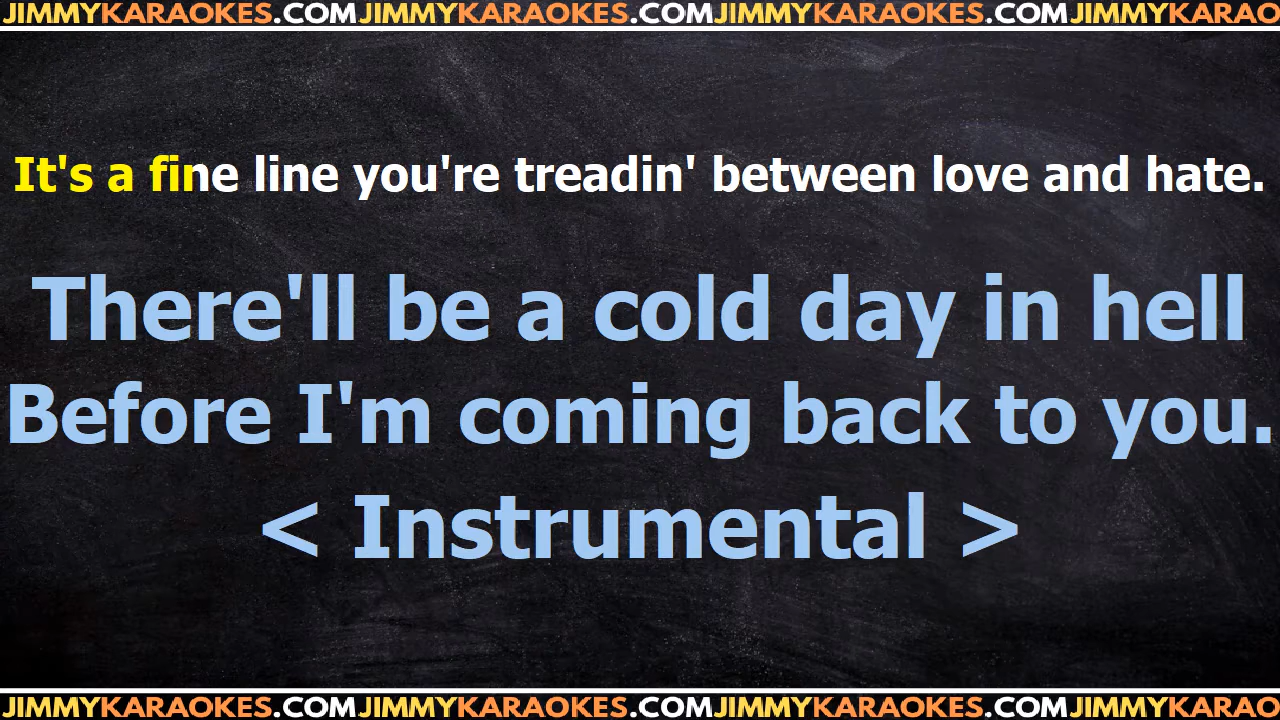 JIMMYKARAOKES.COMJIMMYKARAOKES.COMJIMMYKARAOKES.COMJIMMYKARAO
It's a fine line you're treadin' between love and hate.
There'll be a cold day in hell
Before I'm coming back to you.
< Instrumental >
JIMMYKARAOKES.COMJIMMYKARAOKES.COMJIMMYKARAOKES.COMJIMMYKARAO